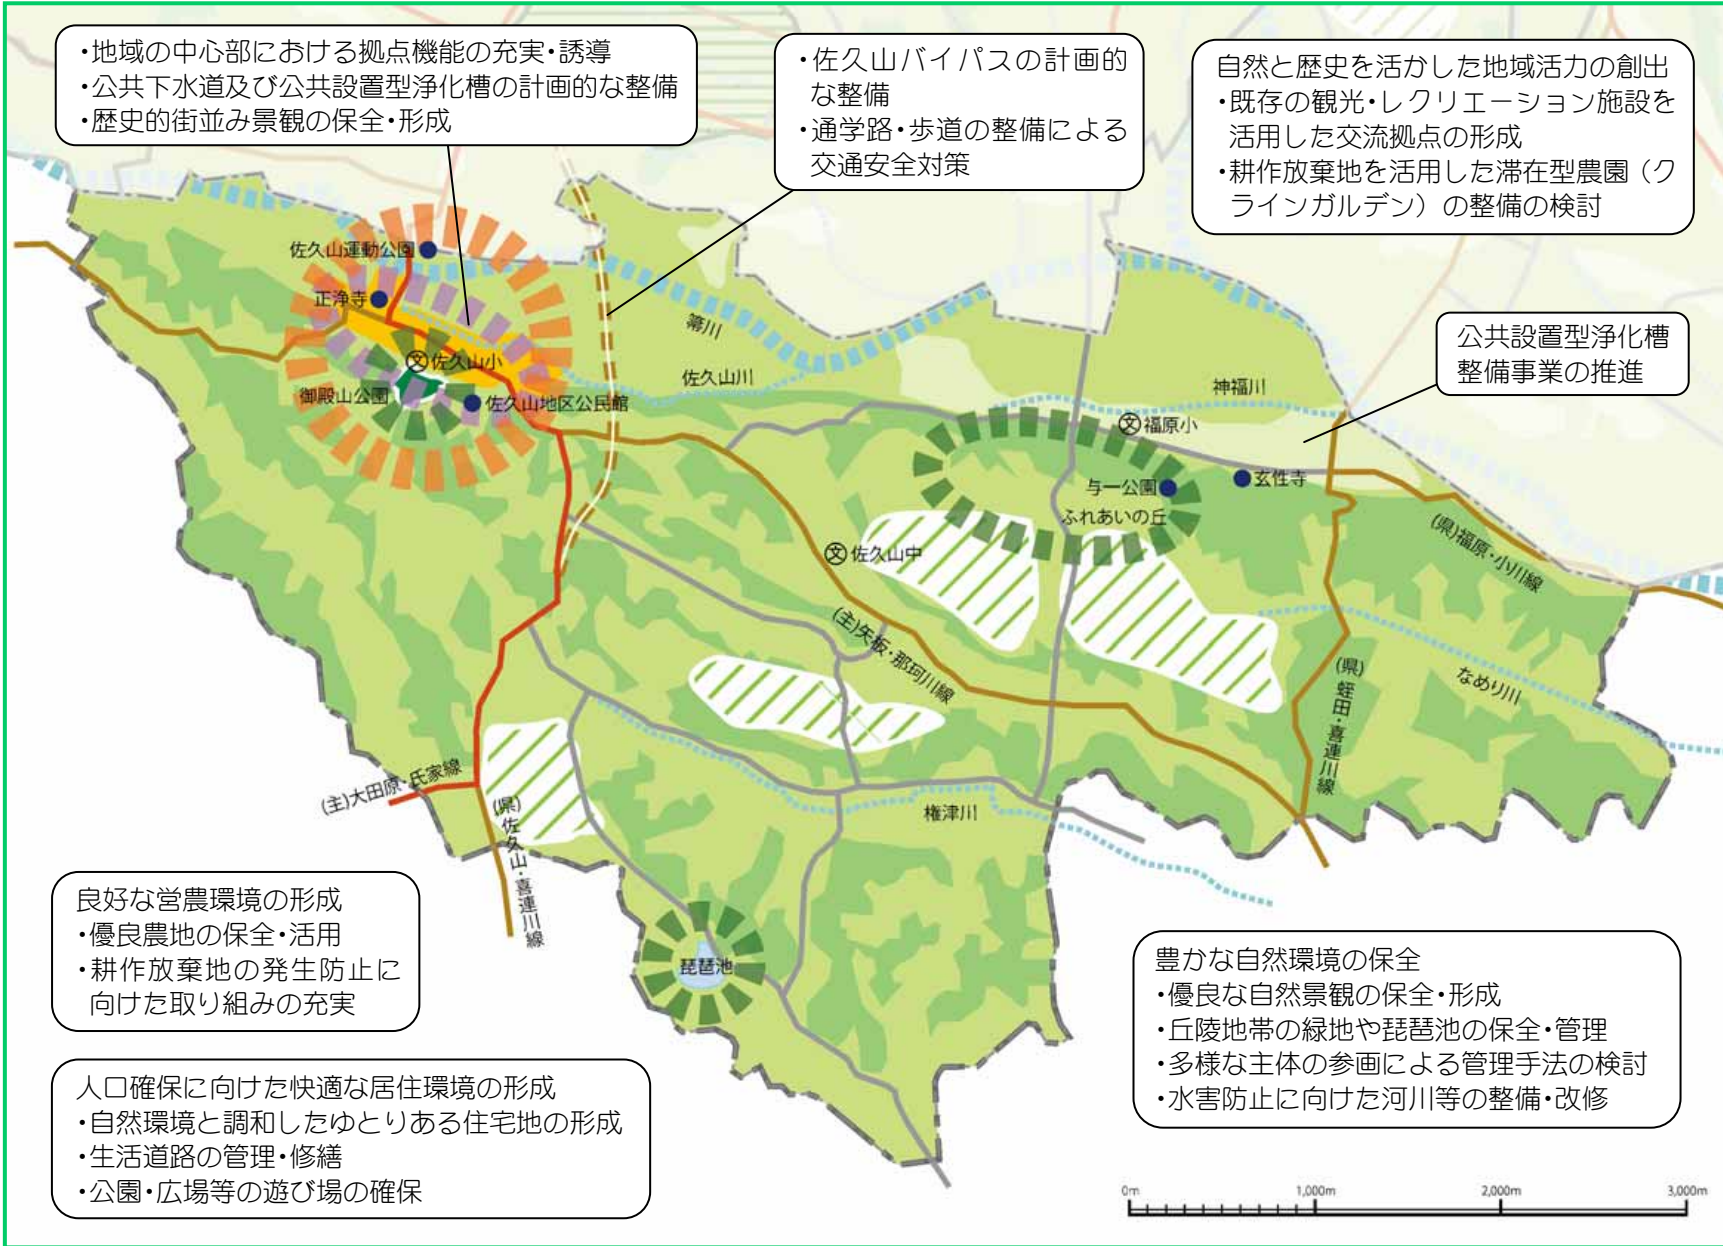 ・地域の中心部における拠点機能の充実・誘導
・公共下水道及び公共設置型浄化槽の計画的な整備
・歴史的街並み景観の保全・形成
・佐久山バイパスの計画的
な整備
・通学路・歩道の整備による
交通安全対策
自然と歴史を活かした地域活力の創出
・既存の観光・レクリエーション施設を
活用した交流拠点の形成
・耕作放棄地を活用した滞在型農園（ク
ラインガルデン）の整備の検討
佐久山運動公園
正浄寺
文佐久山小
御殿山公園
佐久山地区公民館
箒川
佐久山川
神福川
公共設置型浄化槽
整備事業の推進
文福原小
与一公園
玄性寺
ふれあいの丘
文佐久山中
(県)福原・小川線
(主)矢板・那珂川線
(県)蛭田・喜連川線
なめり川
(主)大田原・氏家線
(県)佐久山・喜連川線
権津川
琵琶池
良好な営農環境の形成
・優良農地の保全・活用
・耕作放棄地の発生防止に
向けた取り組みの充実
人口確保に向けた快適な居住環境の形成
・自然環境と調和したゆとりある住宅地の形成
・生活道路の管理・修繕
・公園・広場等の遊び場の確保
豊かな自然環境の保全
・優良な自然景観の保全・形成
・丘陵地帯の緑地や琵琶池の保全・管理
・多様な主体の参画による管理手法の検討
・水害防止に向けた河川等の整備・改修
0m 1,000m 2,000m 3,000m